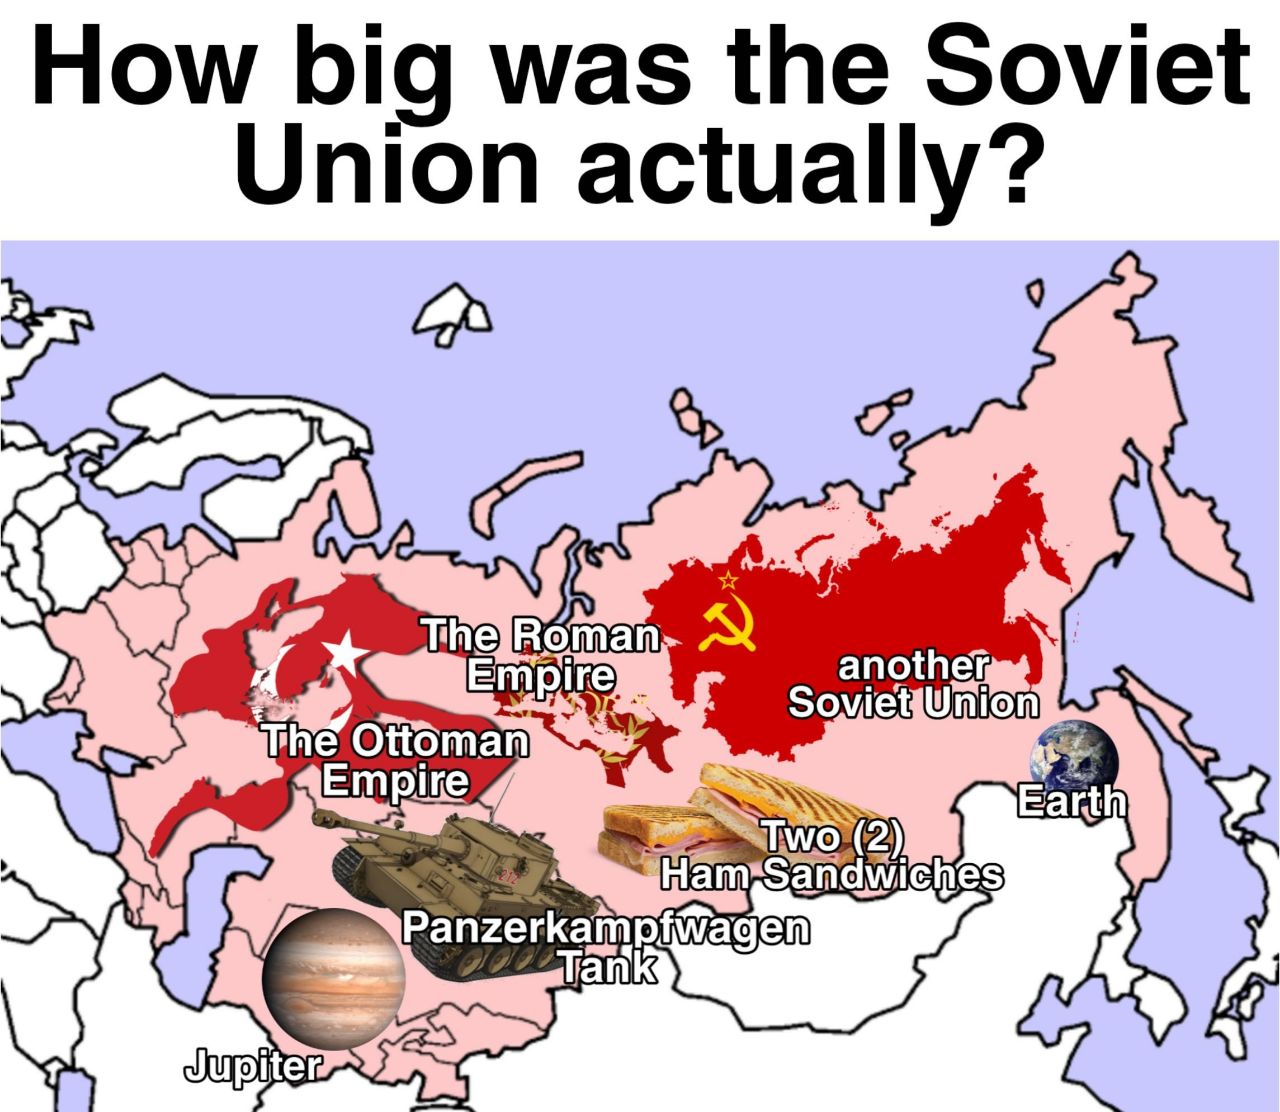 How big was the Soviet
Union actually?
The Roman
Empire
another
Soviet Union
The Ottoman
Empire
Earth
Two (2)
Ham Sandwiches
212
Panzerkampfwagen
Tank
Jupiter